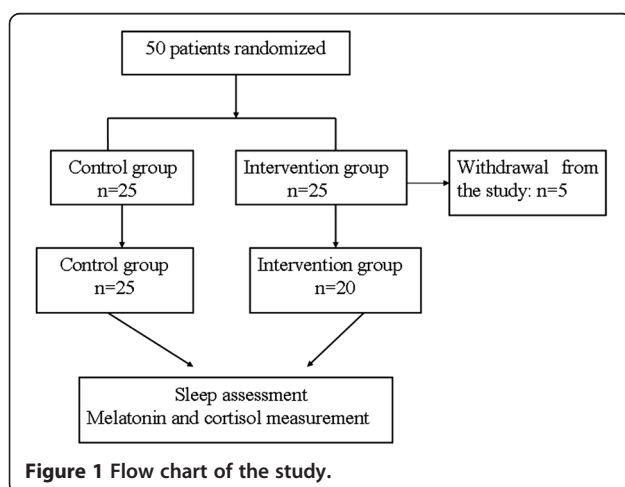 50 patients randomized
Control group
n=25
Intervention group
n=25
Withdrawal from
the study: n=5
Control group
n=25
Intervention group
n=20
Sleep assessment
Melatonin and cortisol measurement
Figure 1 Flow chart of the study.